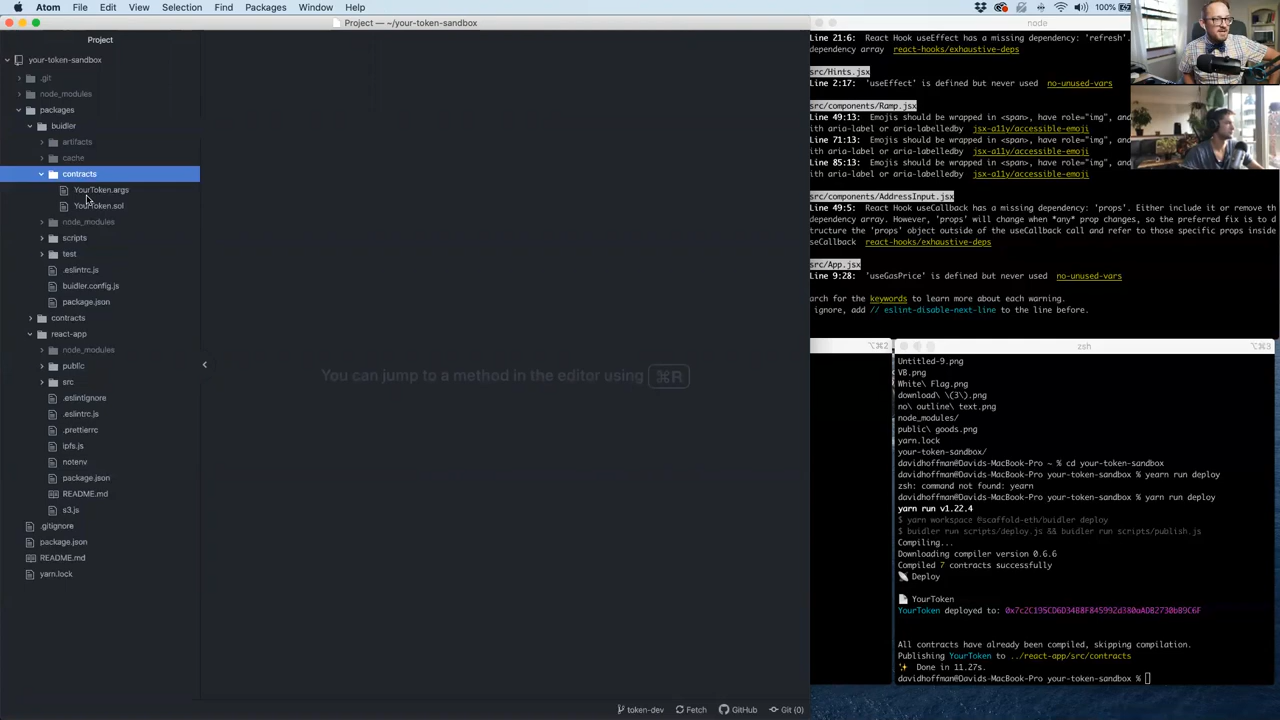 Atom File Edit View Selection Find Packages Window Help
100%
Project — ~/your-token-sandbox
node
Project
your-token-sandbox
.git
node_modules
packages
buidler
artifacts
cache
contracts
YourToken.args
YourToken.sol
node_modules
scripts
test
.eslintrc.js
buidler.config.js
package.json
contracts
react-app
node_modules
public
src
.eslintignore
.eslintrc.js
.prettierrc
ipfs.js
notenv
package.json
README.md
s3.js
.gitignore
package.json
README.md
yarn.lock
You can jump to a method in the editor using ⌘R
token-dev Fetch GitHub Git (0)
Line 21:6: React Hook useEffect has a missing dependency: 'refresh'.
dependency array react-hooks/exhaustive-deps
src/Hints.jsx
Line 2:17: 'useEffect' is defined but never used no-unused-vars
src/components/Ramp.jsx
Line 49:13: Emojis should be wrapped in <span>, have role="img", and
ith aria-label or aria-labelledby jsx-a11y/accessible-emoji
Line 71:13: Emojis should be wrapped in <span>, have role="img", and
ith aria-label or aria-labelledby jsx-a11y/accessible-emoji
Line 85:13: Emojis should be wrapped in <span>, have role="img", and
ith aria-label or aria-labelledby jsx-a11y/accessible-emoji
src/components/AddressInput.jsx
Line 49:5: React Hook useCallback has a missing dependency: 'props'. Either include it or remove th
dependency array. However, 'props' will change when *any* prop changes, so the preferred fix is to d
structure the 'props' object outside of the useCallback call and refer to those specific props inside
seCallback react-hooks/exhaustive-deps
src/App.jsx
Line 9:28: 'useGasPrice' is defined but never used no-unused-vars
arch for the keywords to learn more about each warning.
ignore, add // eslint-disable-next-line to the line before.
⌥⌘2
zsh
⌥⌘3
Untitled-9.png
VB.png
White\ Flag.png
download\ \(3\).png
no\ outline\ text.png
node_modules/
public\ goods.png
yarn.lock
your-token-sandbox/
davidhoffman@Davids-MacBook-Pro ~ % cd your-token-sandbox
davidhoffman@Davids-MacBook-Pro your-token-sandbox % yearn run deploy
zsh: command not found: yearn
davidhoffman@Davids-MacBook-Pro your-token-sandbox % yarn run deploy
yarn run v1.22.4
$ yarn workspace @scaffold-eth/buidler deploy
$ buidler run scripts/deploy.js && buidler run scripts/publish.js
Compiling...
Downloading compiler version 0.6.6
Compiled 7 contracts successfully
📡 Deploy
📄 YourToken
YourToken deployed to: 0x7c2C195CD6D34B8F845992d380aADB2730bB9C6F
All contracts have already been compiled, skipping compilation.
Publishing YourToken to ../react-app/src/contracts
✨ Done in 11.27s.
davidhoffman@Davids-MacBook-Pro your-token-sandbox %